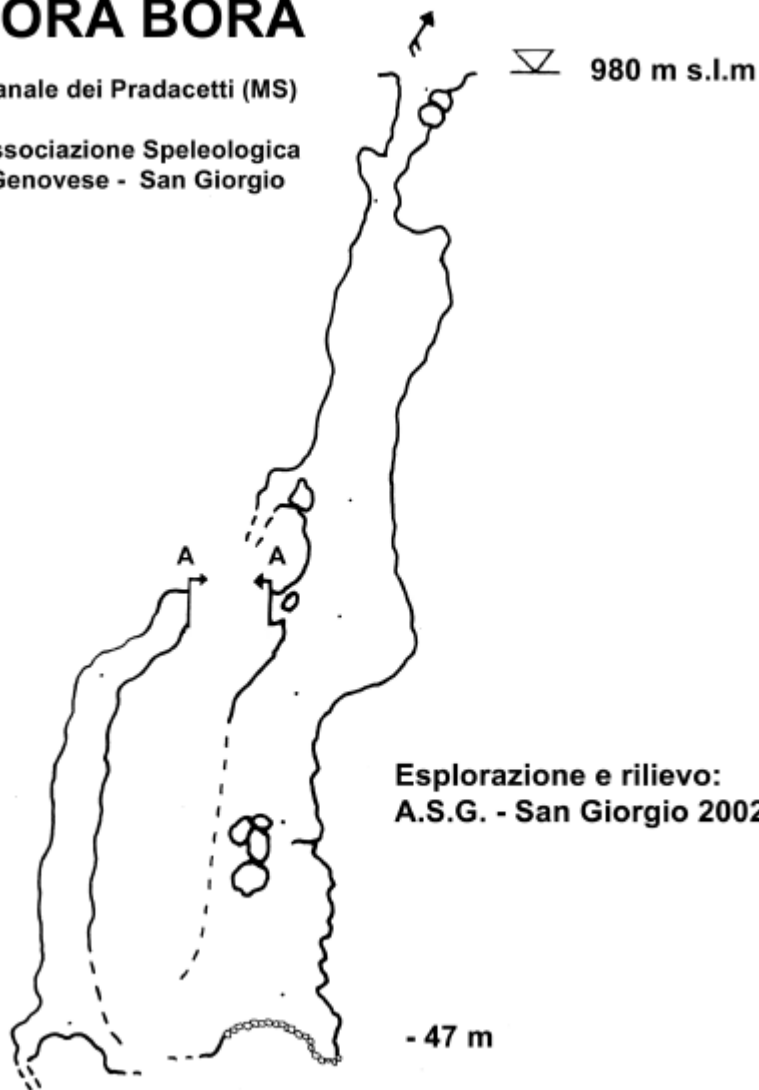 ORA BORA
anale dei Pradacetti (MS)
ssociazione Speleologica
Genovese - San Giorgio
980 m s.l.m
A A
Esplorazione e rilievo:
A.S.G. - San Giorgio 2002
- 47 m